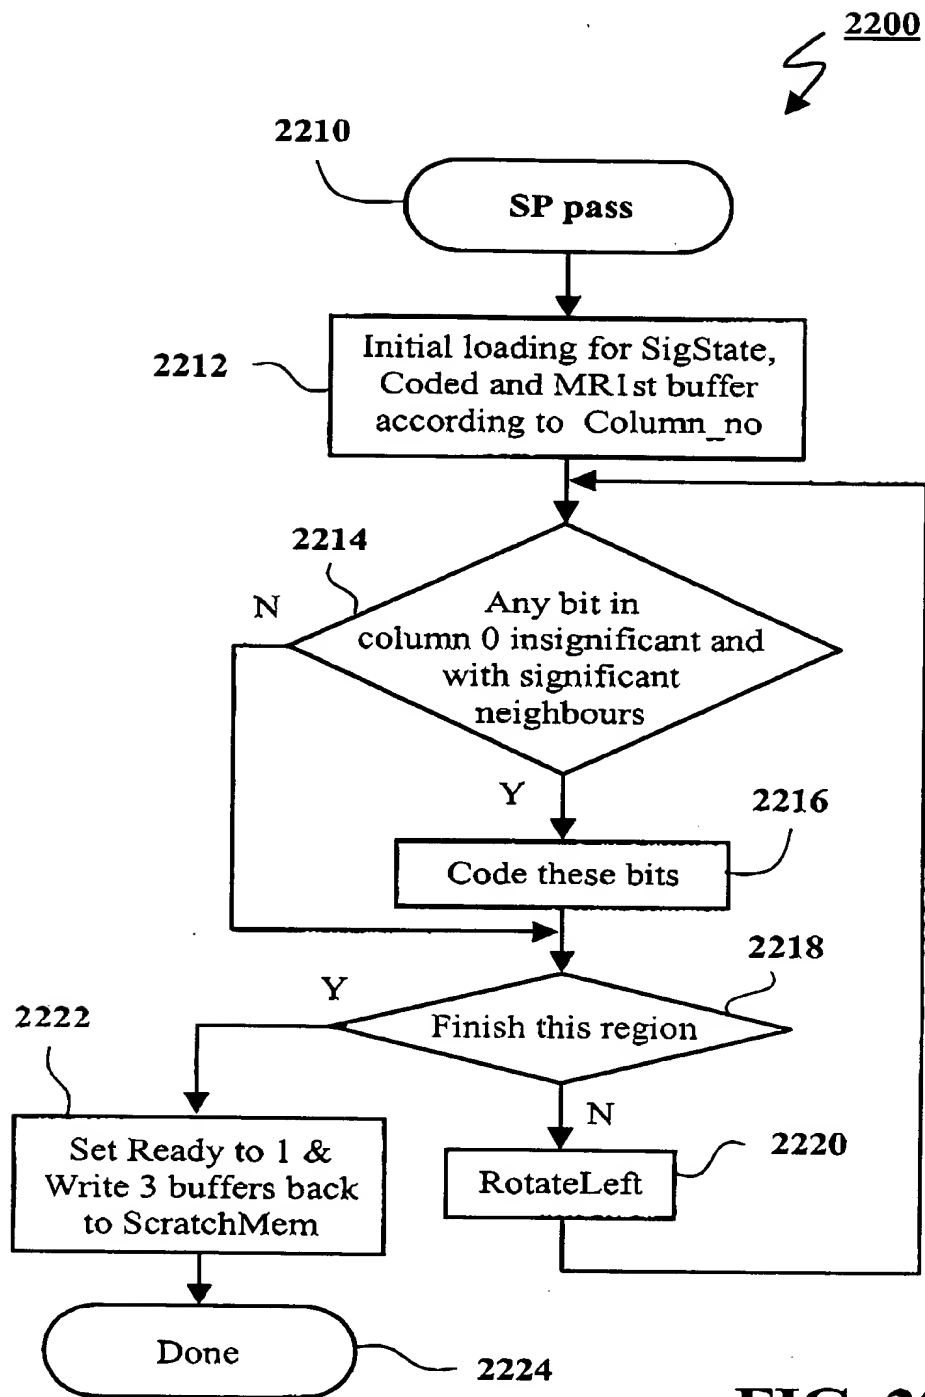 2200
2210
SP pass
2212
Initial loading for SigState,
Coded and MR1st buffer
according to Column_no
2214
N
Any bit in
column 0 insignificant and
with significant
neighbours
Y
2216
Code these bits
2218
Y
Finish this region
2222
N
Set Ready to 1 &
Write 3 buffers back
to ScratchMem
2220
RotateLeft
Done
2224